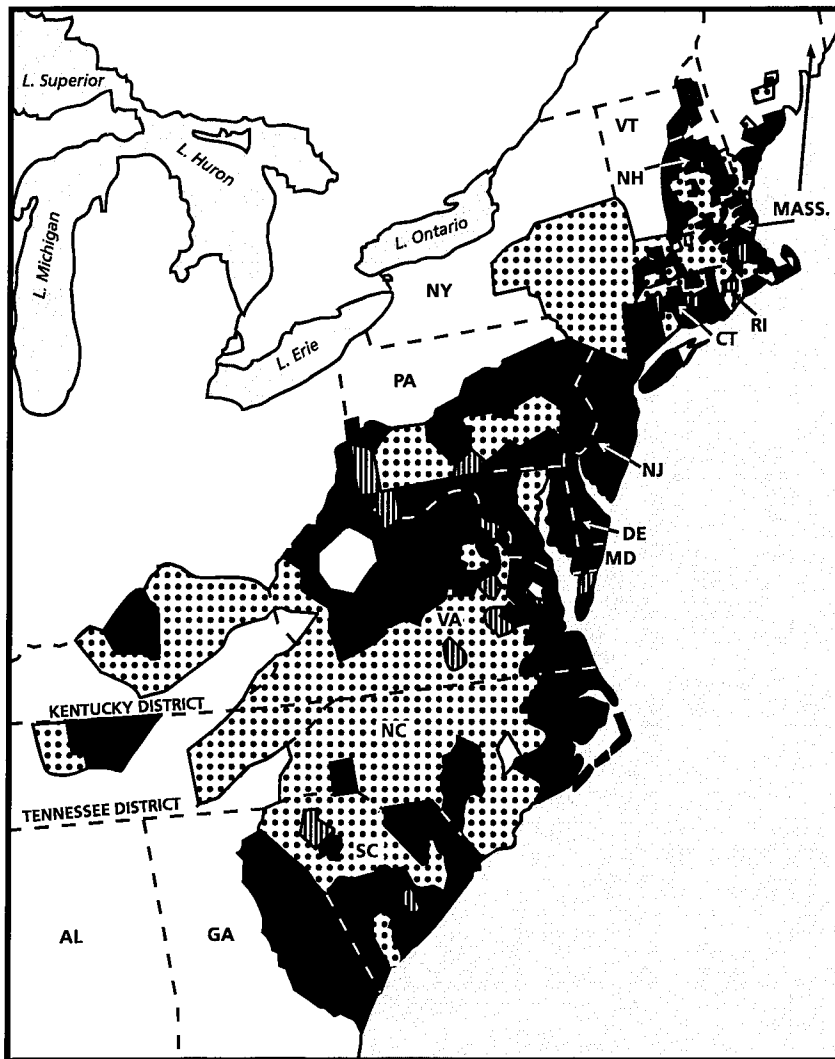 L. Superior
L. Huron
L. Michigan
L. Ontario
L. Erie
VT
NH
MASS.
NY
RI
CT
PA
NJ
DE
MD
VA
KENTUCKY DISTRICT
NC
TENNESSEE DISTRICT
SC
AL
GA